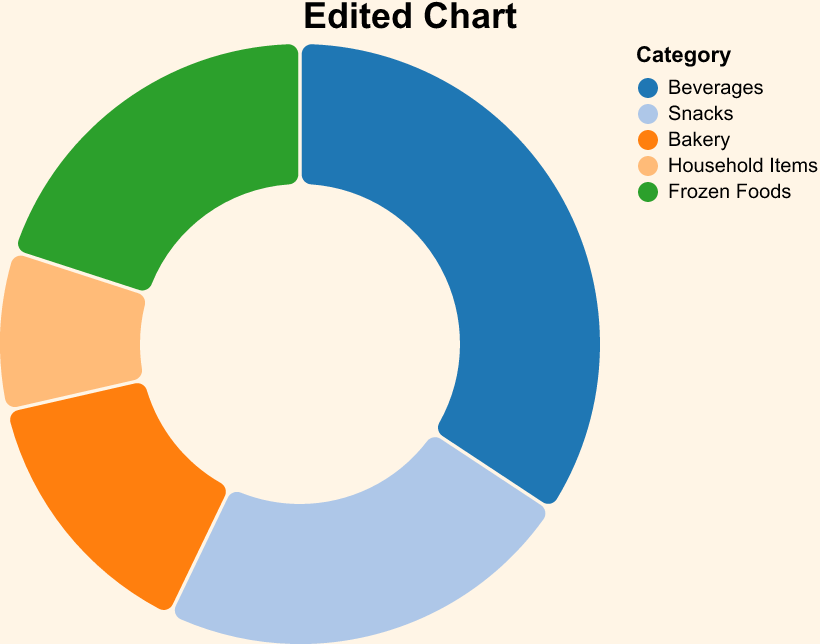 Edited Chart
Category
Beverages
Snacks
Bakery
Household Items
Frozen Foods